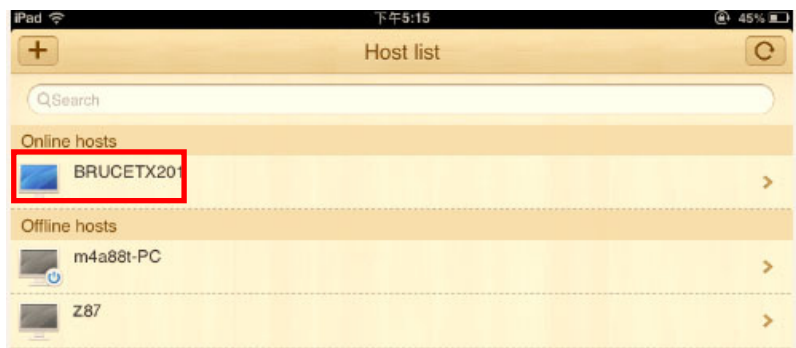 iPad 下午5:15 45%
Host list
Search
Online hosts
BRUCETX201
Offline hosts
m4a88t-PC
Z87